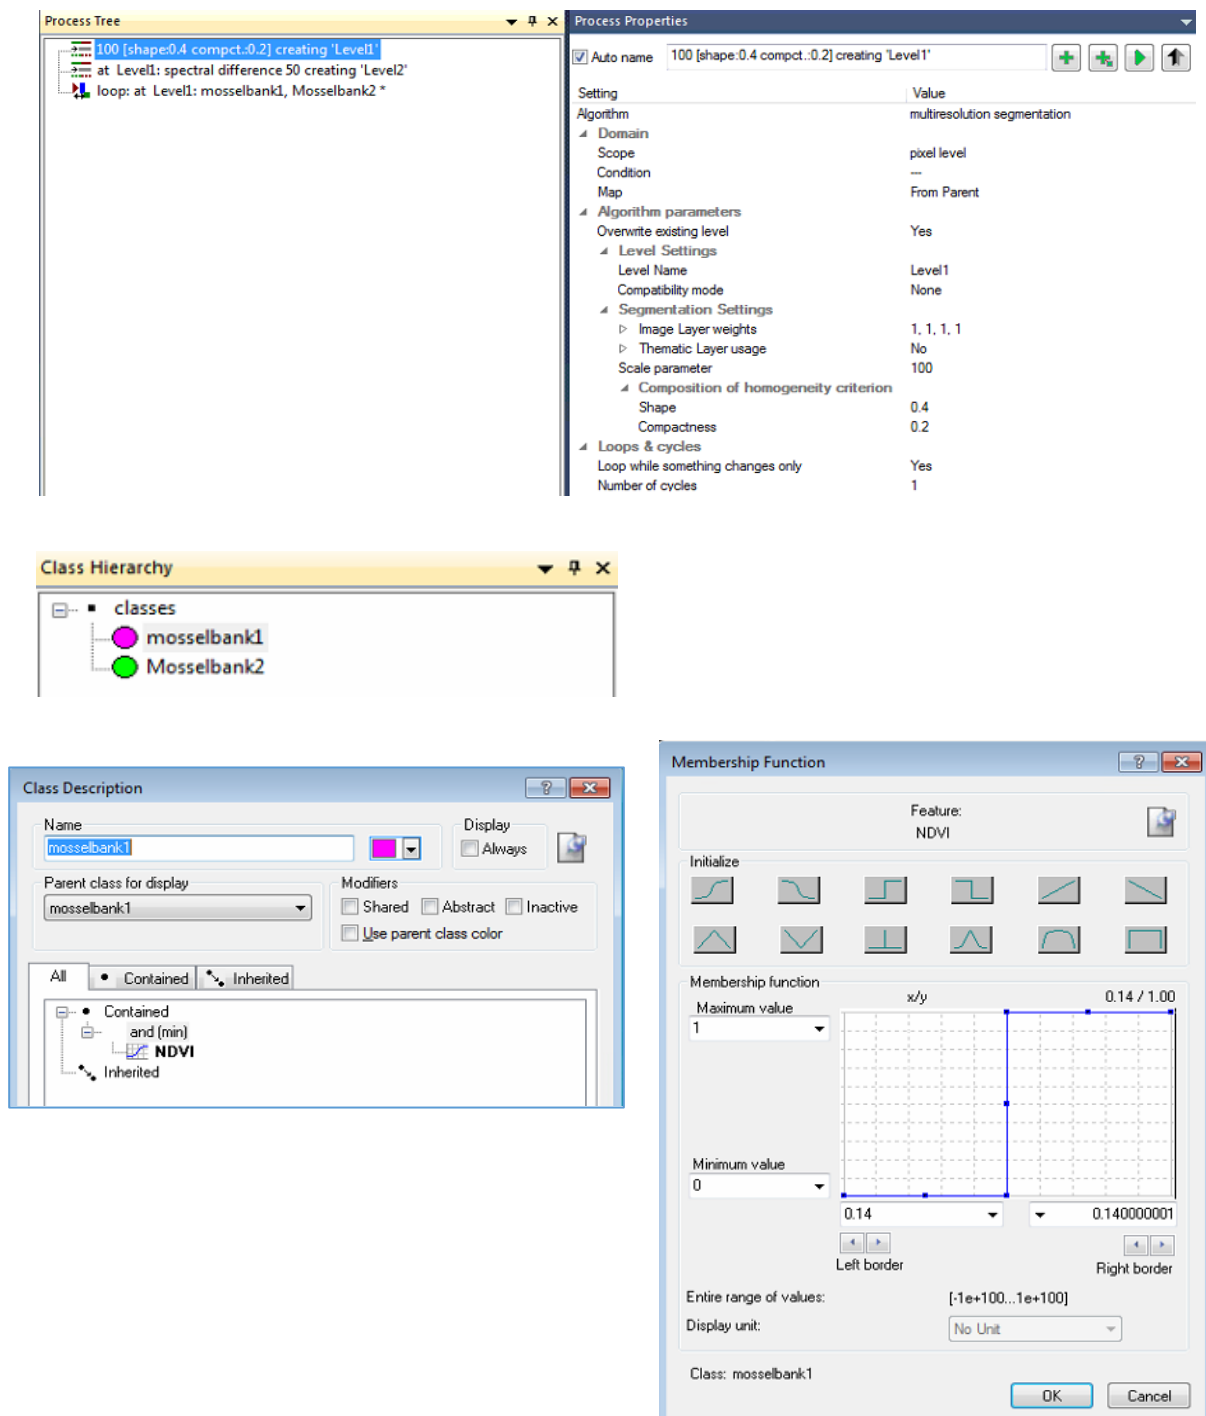 Process Tree
100 [shape:0.4 compct.:0.2] creating 'Level1'
at Level1: spectral difference 50 creating 'Level2'
loop: at Level1: mosselbank1, Mosselbank2 *
Process Properties
Auto name 100 [shape:0.4 compct.:0.2] creating 'Level1'
Setting Value
Algorithm multiresolution segmentation
Domain
Scope pixel level
Condition ---
Map From Parent
Algorithm parameters
Overwrite existing level Yes
Level Settings
Level Name Level1
Compatibility mode None
Segmentation Settings
Image Layer weights 1, 1, 1, 1
Thematic Layer usage No
Scale parameter 100
Composition of homogeneity criterion
Shape 0.4
Compactness 0.2
Loops & cycles
Loop while something changes only Yes
Number of cycles 1
Class Hierarchy
classes
mosselbank1
Mosselbank2
Class Description
Name
mosselbank1
Display
Always
Parent class for display
mosselbank1
Modifiers
Shared Abstract Inactive
Use parent class color
All Contained Inherited
Contained
and (min)
NDVI
Inherited
Membership Function
Feature:
NDVI
Initialize
Membership function
Maximum value x/y 0.14 / 1.00
1
Minimum value
0
0.14 0.140000001
Left border Right border
Entire range of values: [-1e+100...1e+100]
Display unit: No Unit
Class: mosselbank1
OK Cancel